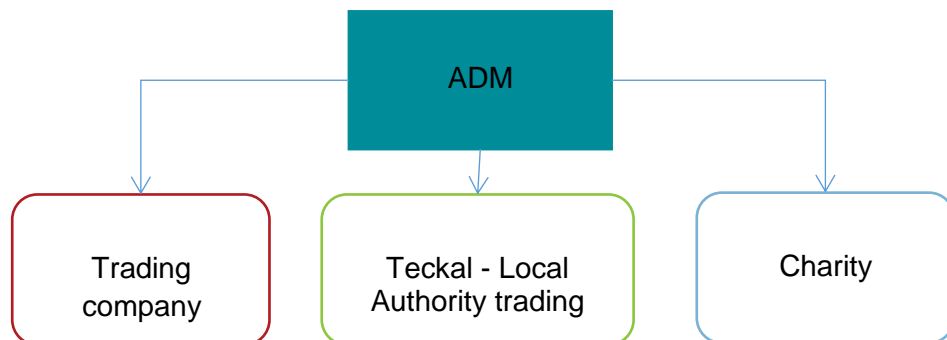 ADM
Trading
company
Teckal - Local
Authority trading
Charity